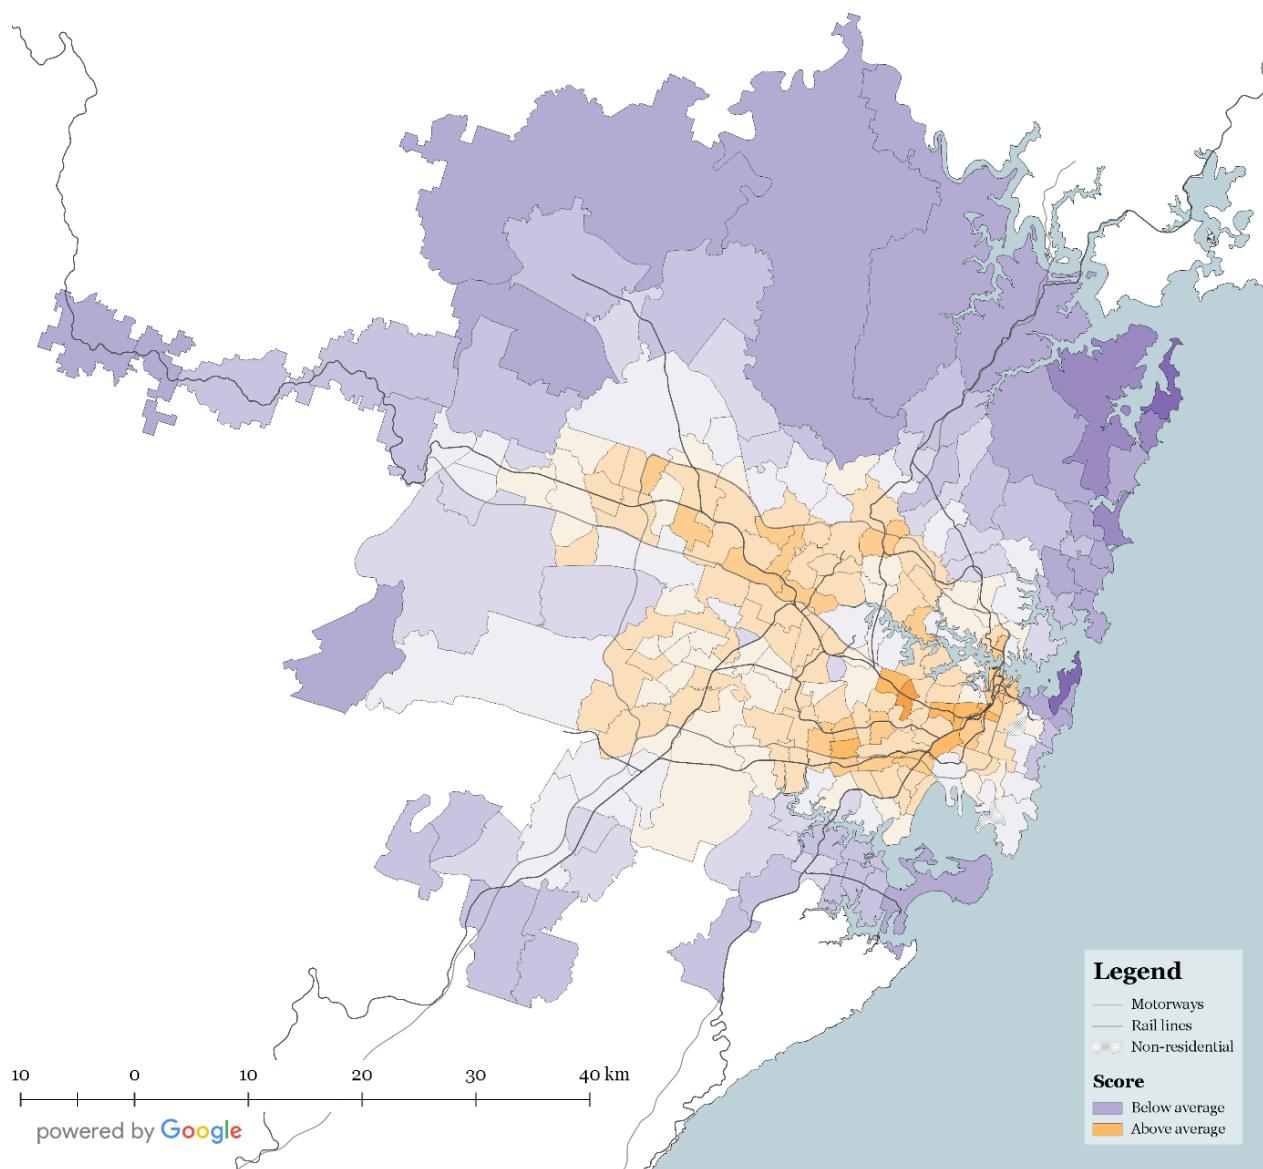 Legend
Motorways
Rail lines
Non-residential
Score
Below average
Above average
10 0 10 20 30 40 km
powered by Google